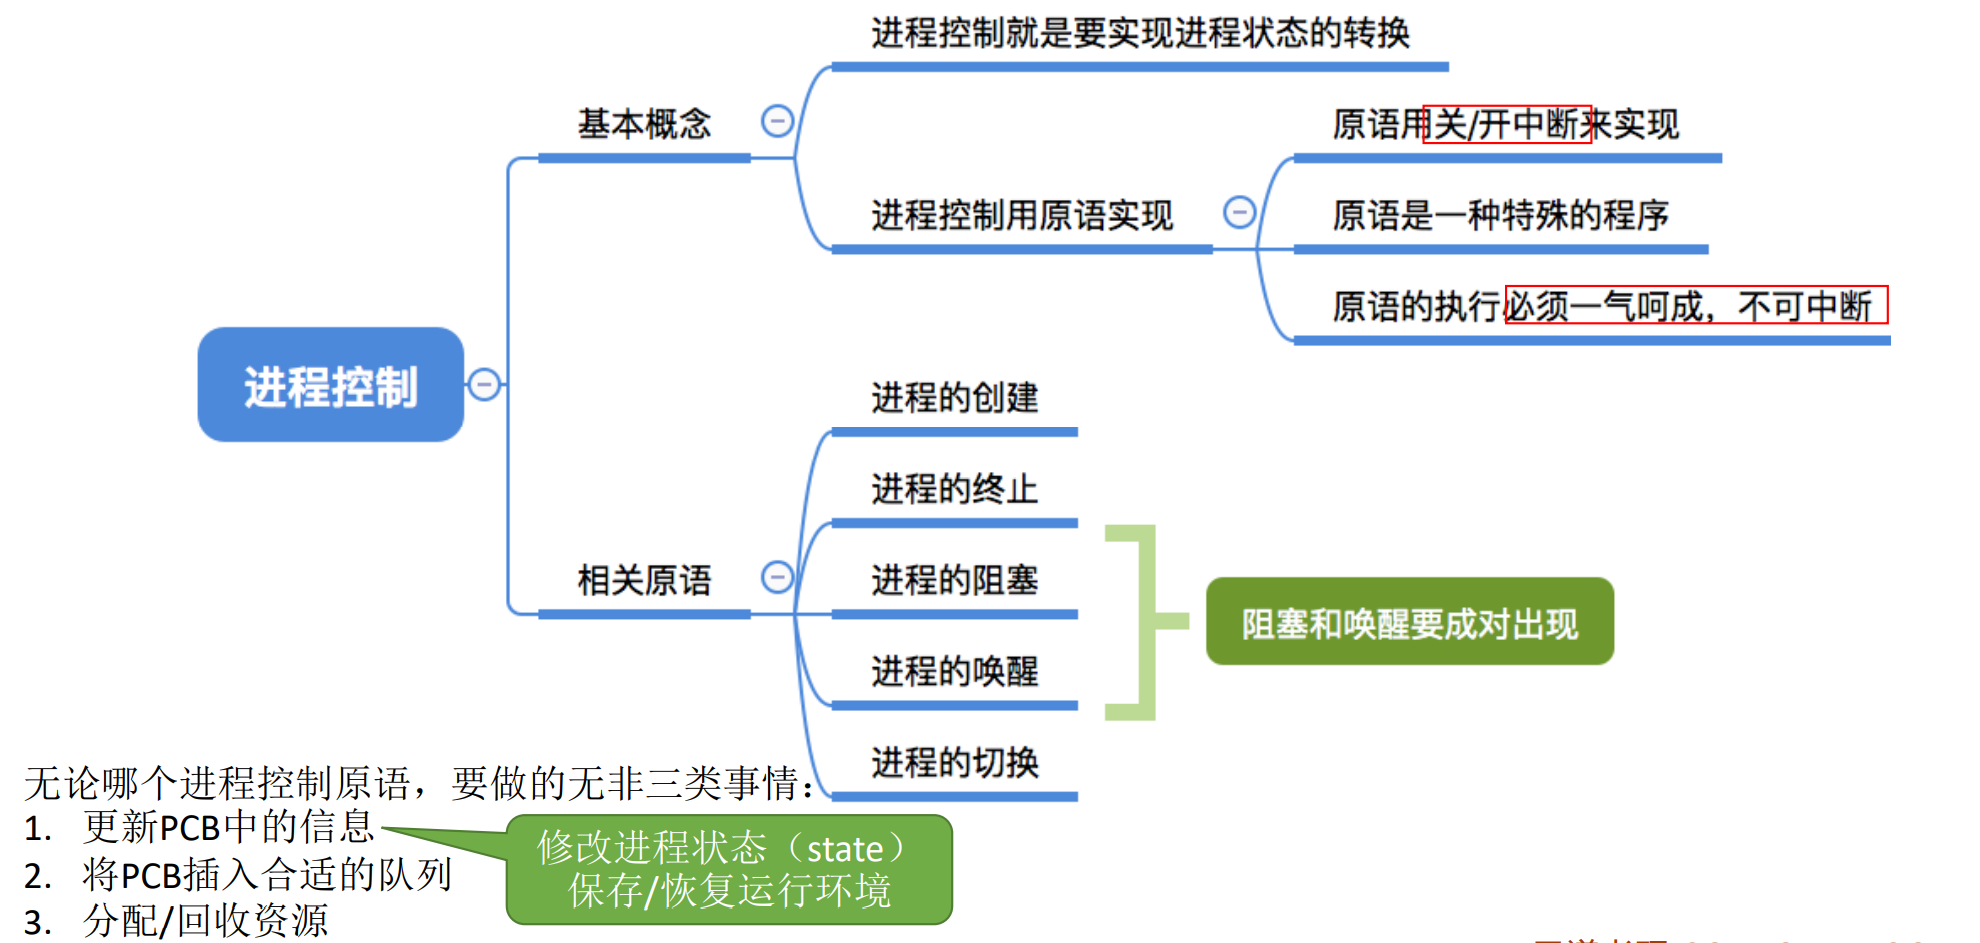 进程控制就是要实现进程状态的转换
基本概念
原语用关/开中断来实现
进程控制用原语实现
原语是一种特殊的程序
原语的执行必须一气呵成，不可中断
进程控制
进程的创建
进程的终止
相关原语
进程的阻塞
阻塞和唤醒要成对出现
进程的唤醒
进程的切换
无论哪个进程控制原语，要做的无非三类事情：
1. 更新PCB中的信息
修改进程状态（state）
保存/恢复运行环境
2. 将PCB插入合适的队列
3. 分配/回收资源